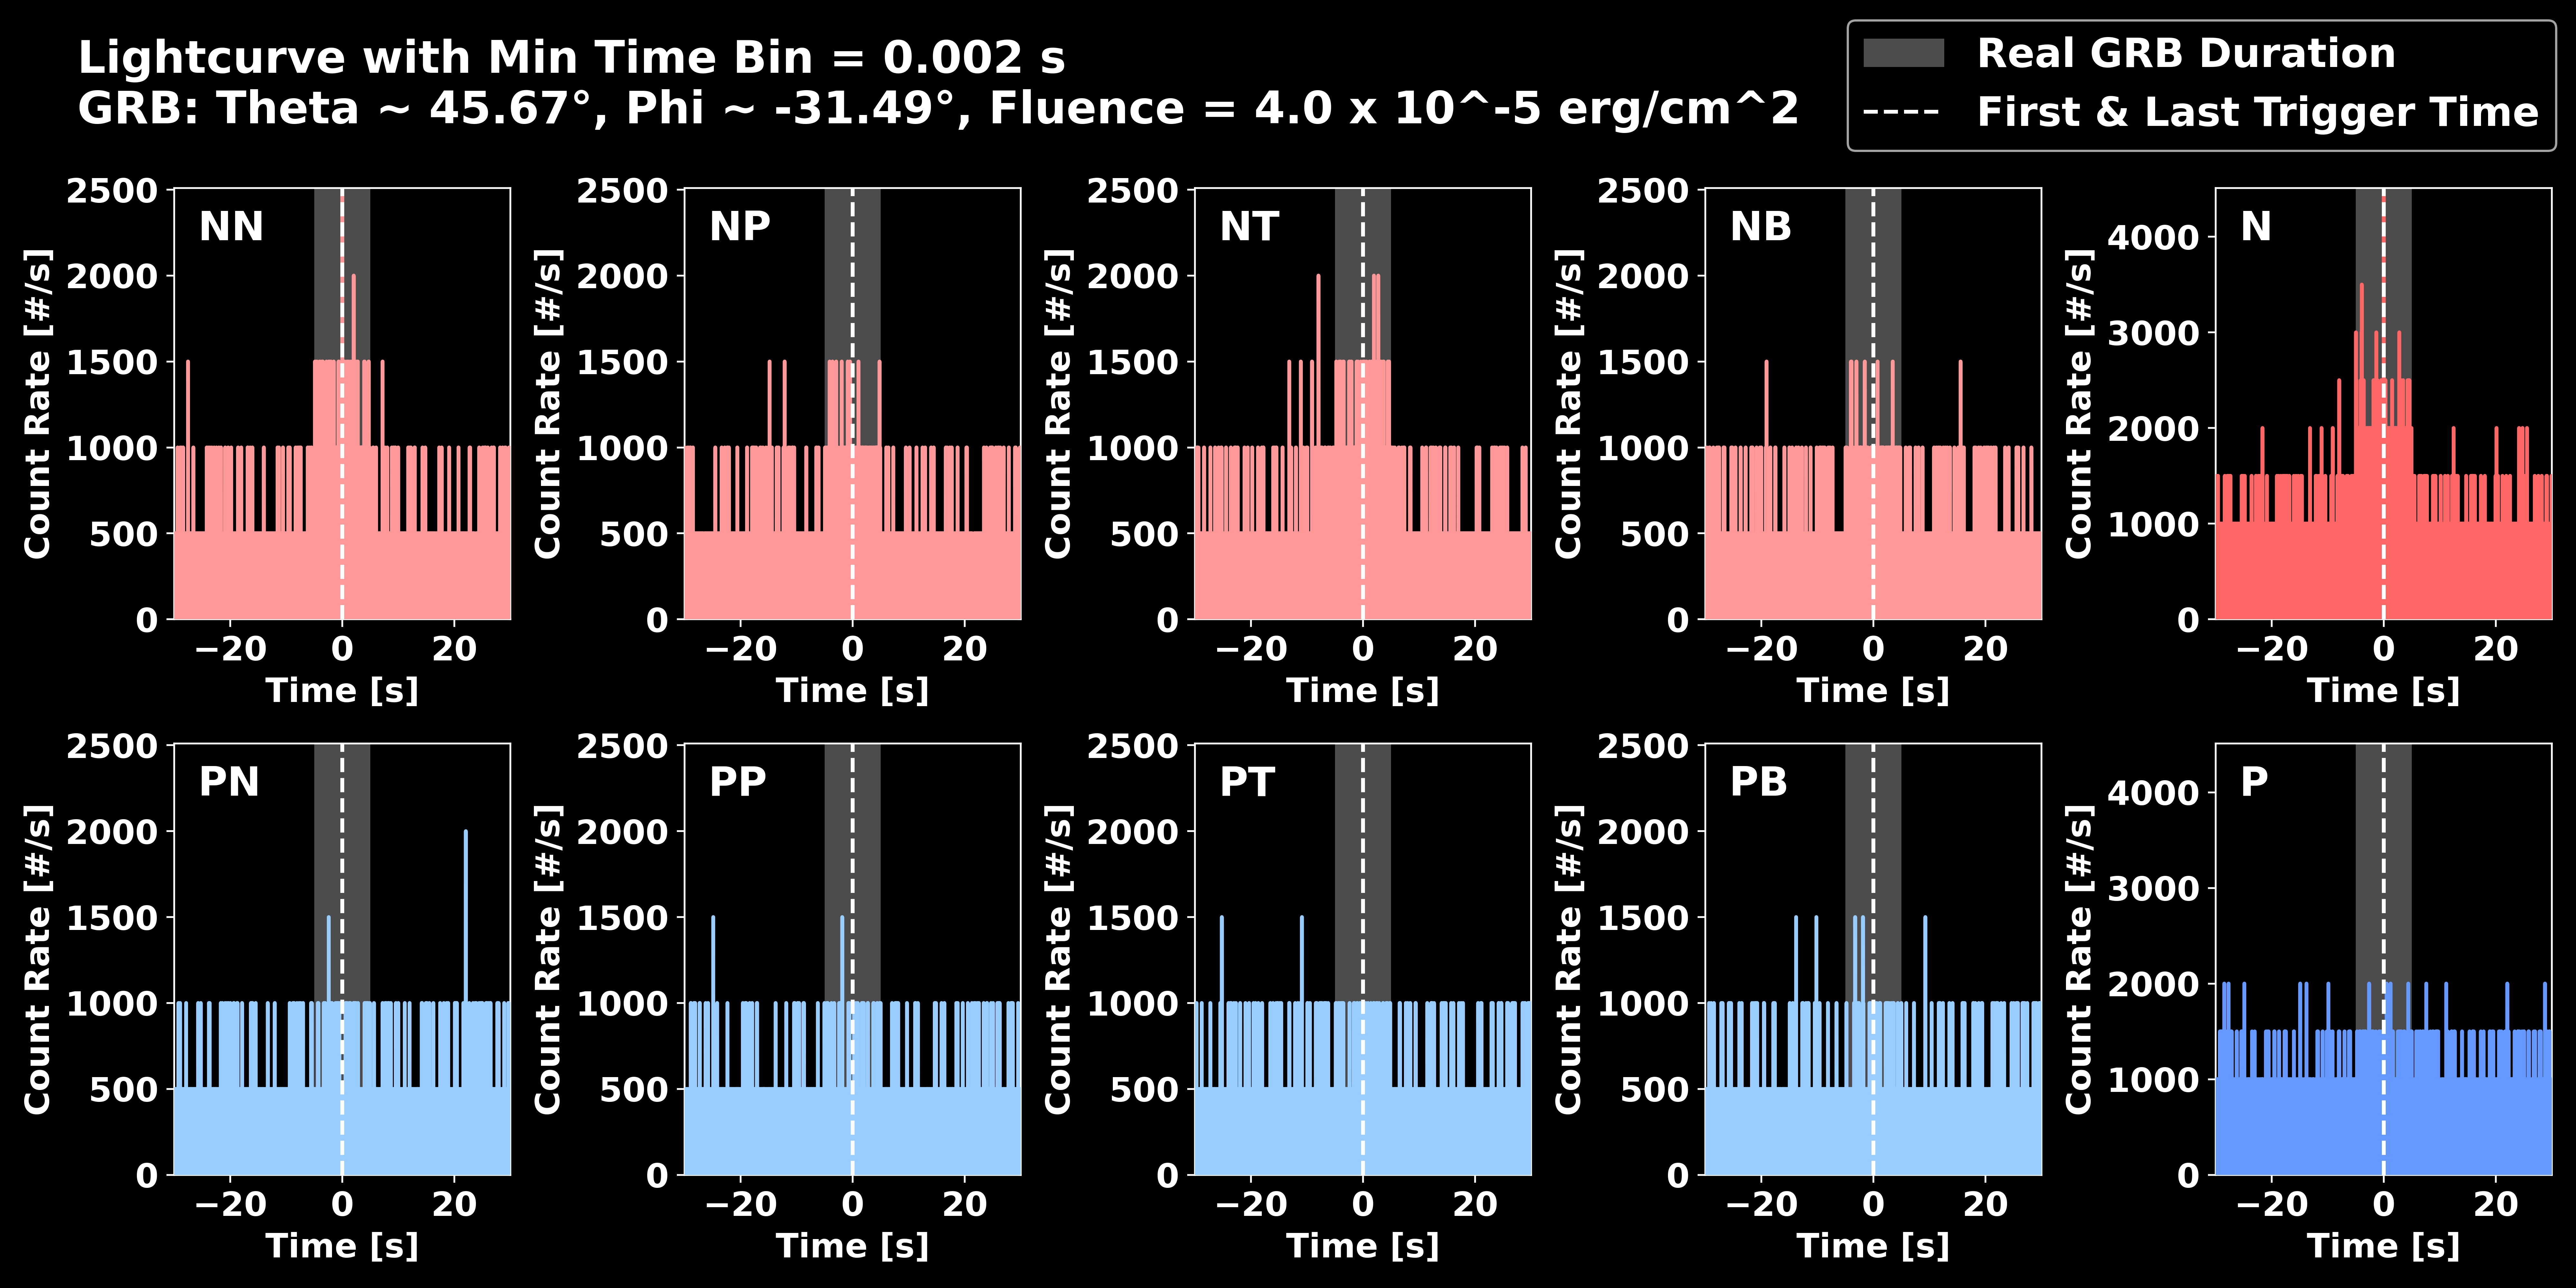 Lightcurve with Min Time Bin = 0.002 s
GRB: Theta ~ 45.67°, Phi ~ -31.49°, Fluence = 4.0 x 10^-5 erg/cm^2
Real GRB Duration
First & Last Trigger Time
NN
Count Rate [#/s]
2500
2000
1500
1000
500
0
−20 0 20
Time [s]
NP
Count Rate [#/s]
2500
2000
1500
1000
500
0
−20 0 20
Time [s]
NT
Count Rate [#/s]
2500
2000
1500
1000
500
0
−20 0 20
Time [s]
NB
Count Rate [#/s]
2500
2000
1500
1000
500
0
−20 0 20
Time [s]
N
Count Rate [#/s]
4000
3000
2000
1000
0
−20 0 20
Time [s]
PN
Count Rate [#/s]
2500
2000
1500
1000
500
0
−20 0 20
Time [s]
PP
Count Rate [#/s]
2500
2000
1500
1000
500
0
−20 0 20
Time [s]
PT
Count Rate [#/s]
2500
2000
1500
1000
500
0
−20 0 20
Time [s]
PB
Count Rate [#/s]
2500
2000
1500
1000
500
0
−20 0 20
Time [s]
P
Count Rate [#/s]
4000
3000
2000
1000
0
−20 0 20
Time [s]